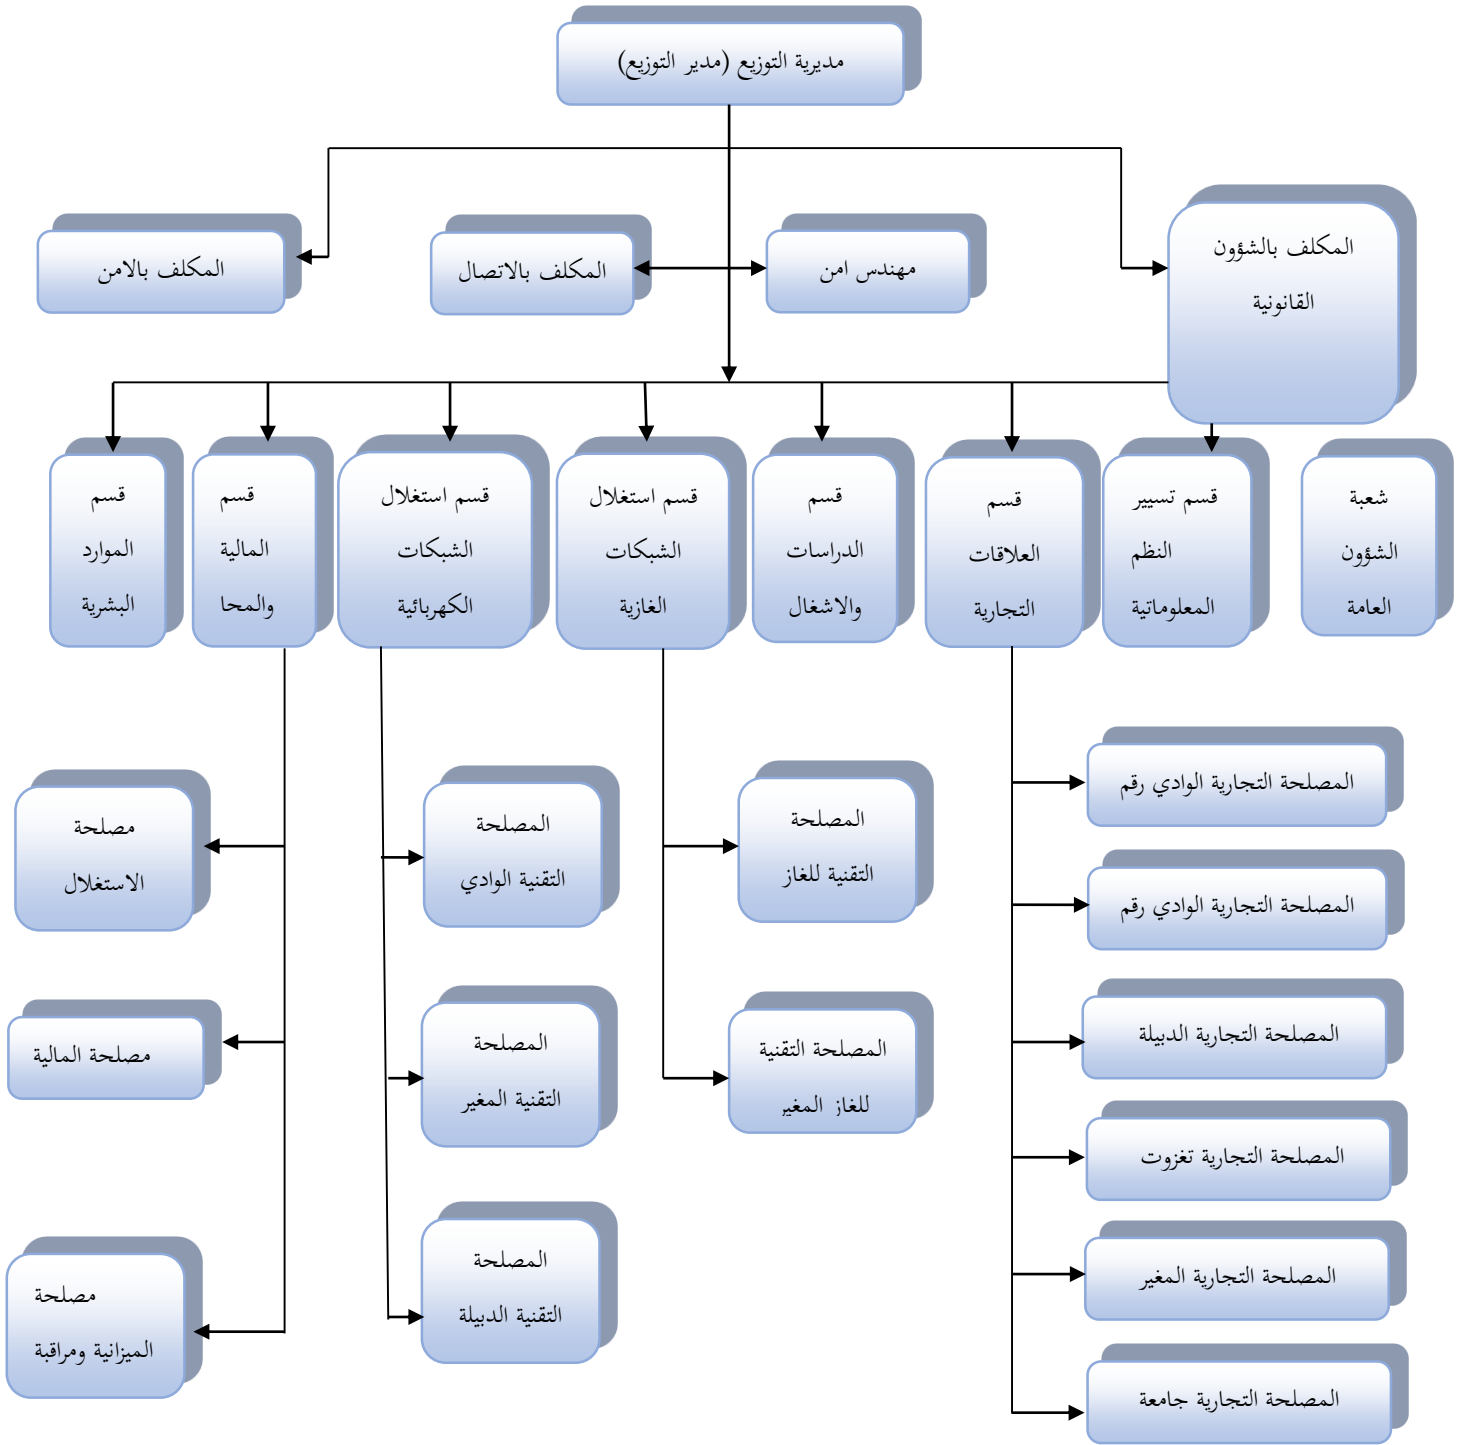 مديرية التوزيع (مدير التوزيع)
المكلف بالشؤون
القانونية
مهندس امن
المكلف بالاتصال
المكلف بالامن
شعبة
الشؤون
العامة
قسم تسيير
النظم
المعلوماتية
قسم
العلاقات
التجارية
قسم
الدراسات
والاشغال
قسم استغلال
الشبكات
الغازية
قسم استغلال
الشبكات
الكهربائية
قسم
المالية
والمحا
قسم
الموارد
البشرية
المصلحة التجارية الوادي رقم
المصلحة التجارية الوادي رقم
المصلحة التجارية الدبيلة
المصلحة التجارية تغزوت
المصلحة التجارية المغير
المصلحة التجارية جامعة
المصلحة
التقنية للغاز
المصلحة التقنية
للغاز المغير
المصلحة
التقنية الوادي
المصلحة
التقنية المغير
المصلحة
التقنية الدبيلة
مصلحة
الاستغلال
مصلحة المالية
مصلحة
الميزانية ومراقبة